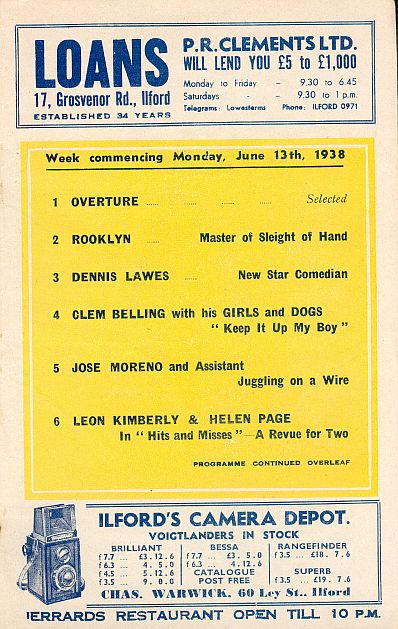 LOANS
P.R. CLEMENTS LTD.
WILL LEND YOU £5 to £1,000
17, Grosvenor Rd., Ilford
ESTABLISHED 34 YEARS
Monday to Friday - 9.30 to 6.45
Saturdays - 9.30 to 1 p.m.
Telegrams: Lowesterms Phone: ILFORD 0971
Week commencing Monday, June 13th, 1938
1 OVERTURE ...... ...... ...... ...... Selected
2 ROOKLYN ...... Master of Sleight of Hand
3 DENNIS LAWES ...... New Star Comedian
4 CLEM BELLING with his GIRLS and DOGS
" Keep It Up My Boy "
5 JOSE MORENO and Assistant
Juggling on a Wire
6 LEON KIMBERLY & HELEN PAGE
In " Hits and Misses "—A Revue for Two
PROGRAMME CONTINUED OVERLEAF
ILFORD'S CAMERA DEPOT.
VOIGTLANDERS IN STOCK
BRILLIANT
f7.7 ... £3.12.6
f6.3 ... 4. 5.0
f4.5 ... 5.12.6
f3.5 ... 9. 0.0
BESSA
f7.7 ... £3. 5.0
f6.3 ... 4.12.6
CATALOGUE
POST FREE
RANGEFINDER
f3.5 ... £18. 7.6
SUPERB
f3.5 ... £19. 7.6
CHAS. WARWICK, 60 Ley St., Ilford
IERRARDS RESTAURANT OPEN TILL 10 P.M.